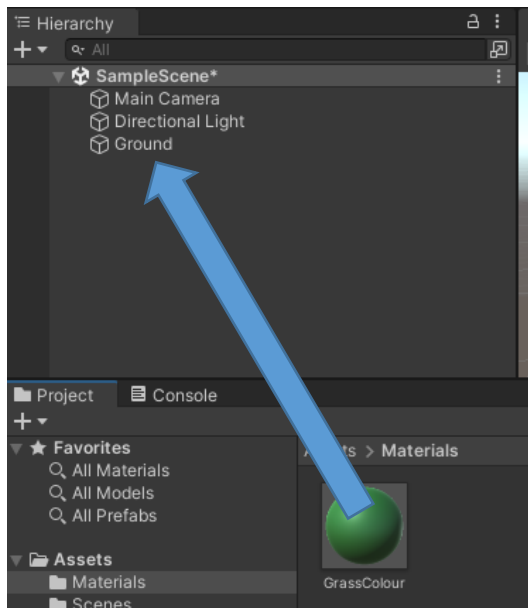 Hierarchy
All
SampleScene*
Main Camera
Directional Light
Ground
Project Console
Favorites
All Materials
All Models
All Prefabs
Assets
Materials
Scenes
> Materials
GrassColour